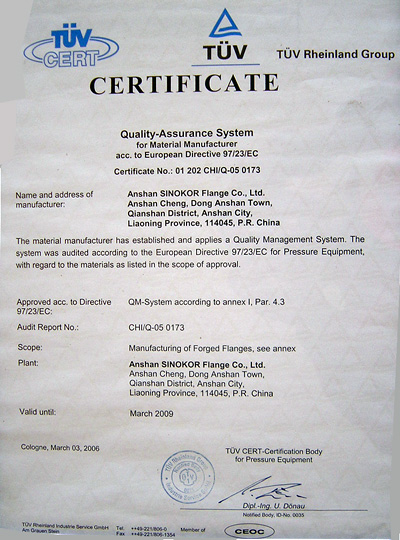 TÜV
CERT
TÜV
TÜV Rheinland Group
CERTIFICATE
Quality-Assurance System
for Material Manufacturer
acc. to European Directive 97/23/EC
Certificate No.: 01 202 CHI/Q-05 0173
Name and address of manufacturer:
Anshan SINOKOR Flange Co., Ltd.
Anshan Cheng, Dong Anshan Town,
Qianshan District, Anshan City,
Liaoning Province, 114045, P.R. China
The material manufacturer has established and applies a Quality Management System. The
system was audited according to the European Directive 97/23/EC for Pressure Equipment,
with regard to the materials as listed in the scope of approval.
Approved acc. to Directive 97/23/EC:
QM-System according to annex I, Par. 4.3
Audit Report No.:
CHI/Q-05 0173
Scope:
Manufacturing of Forged Flanges, see annex
Plant:
Anshan SINOKOR Flange Co., Ltd.
Anshan Cheng, Dong Anshan Town,
Qianshan District, Anshan City,
Liaoning Province, 114045, P.R. China
Valid until:
March 2009
Cologne, March 03, 2006
TÜV CERT-Certification Body
for Pressure Equipment
Dipl.-Ing. U. Dönau
Notified Body, ID-No. 0035
TÜV Rheinland Industrie Service GmbH
Am Grauen Stein
Tel. ++49-221/806-0
Fax ++49-221/806-1354
Member of
CEOC